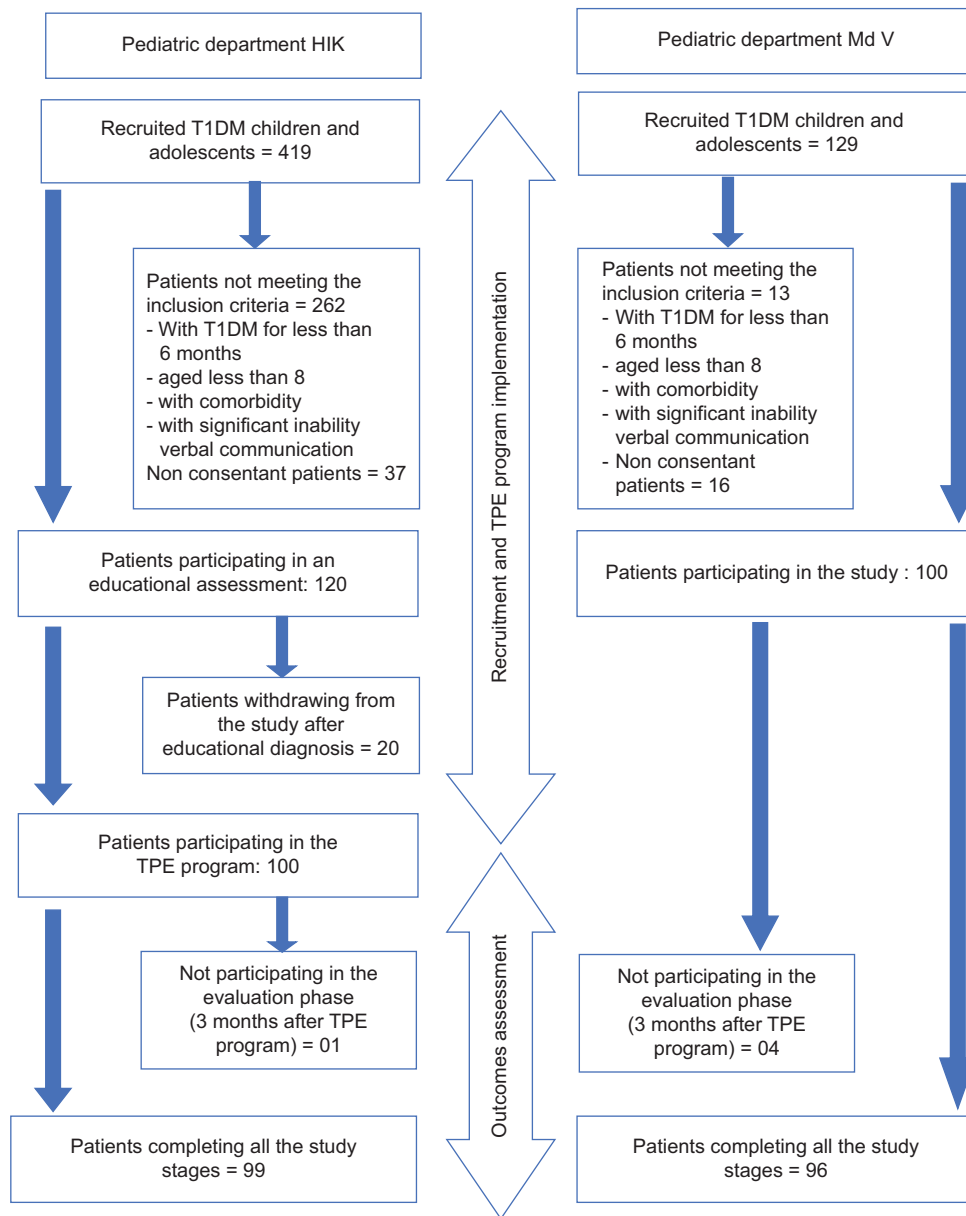 Pediatric department HIK
Recruited T1DM children and
adolescents = 419
Patients not meeting the
inclusion criteria = 262
- With T1DM for less than
6 months
- aged less than 8
- with comorbidity
- with significant inability
verbal communication
Non consentant patients = 37
Patients participating in an
educational assessment: 120
Patients withdrawing from
the study after
educational diagnosis = 20
Patients participating in the
TPE program: 100
Not participating in the
evaluation phase
(3 months after TPE
program) = 01
Patients completing all the study
stages = 99
Recruitment and TPE program implementation
Outcomes assessment
Pediatric department Md V
Recruited T1DM children and
adolescents = 129
Patients not meeting the
inclusion criteria = 13
- With T1DM for less than
6 months
- aged less than 8
- with comorbidity
- with significant inability
verbal communication
- Non consentant
patients = 16
Patients participating in the study : 100
Not participating in the
evaluation phase
(3 months after TPE
program) = 04
Patients completing all the study
stages = 96